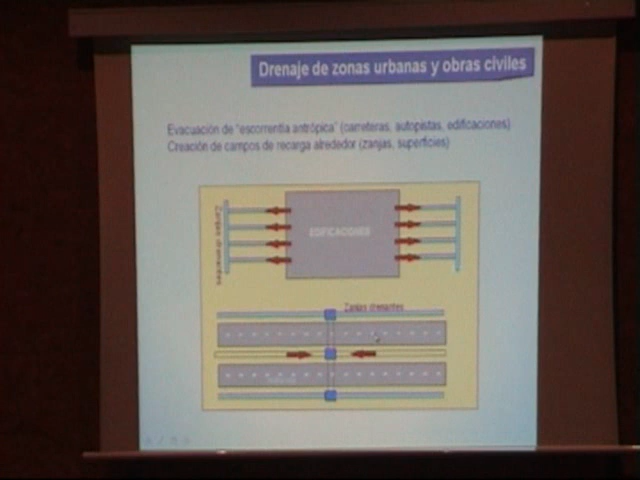 Drenaje de zonas urbanas y obras civiles
Evacuación de "escorrentía antrópica" (carreteras, autopistas, edificaciones)
Creación de campos de recarga alrededor (zanjas, superficies)
EDIFICACIONES
Zanjas drenantes